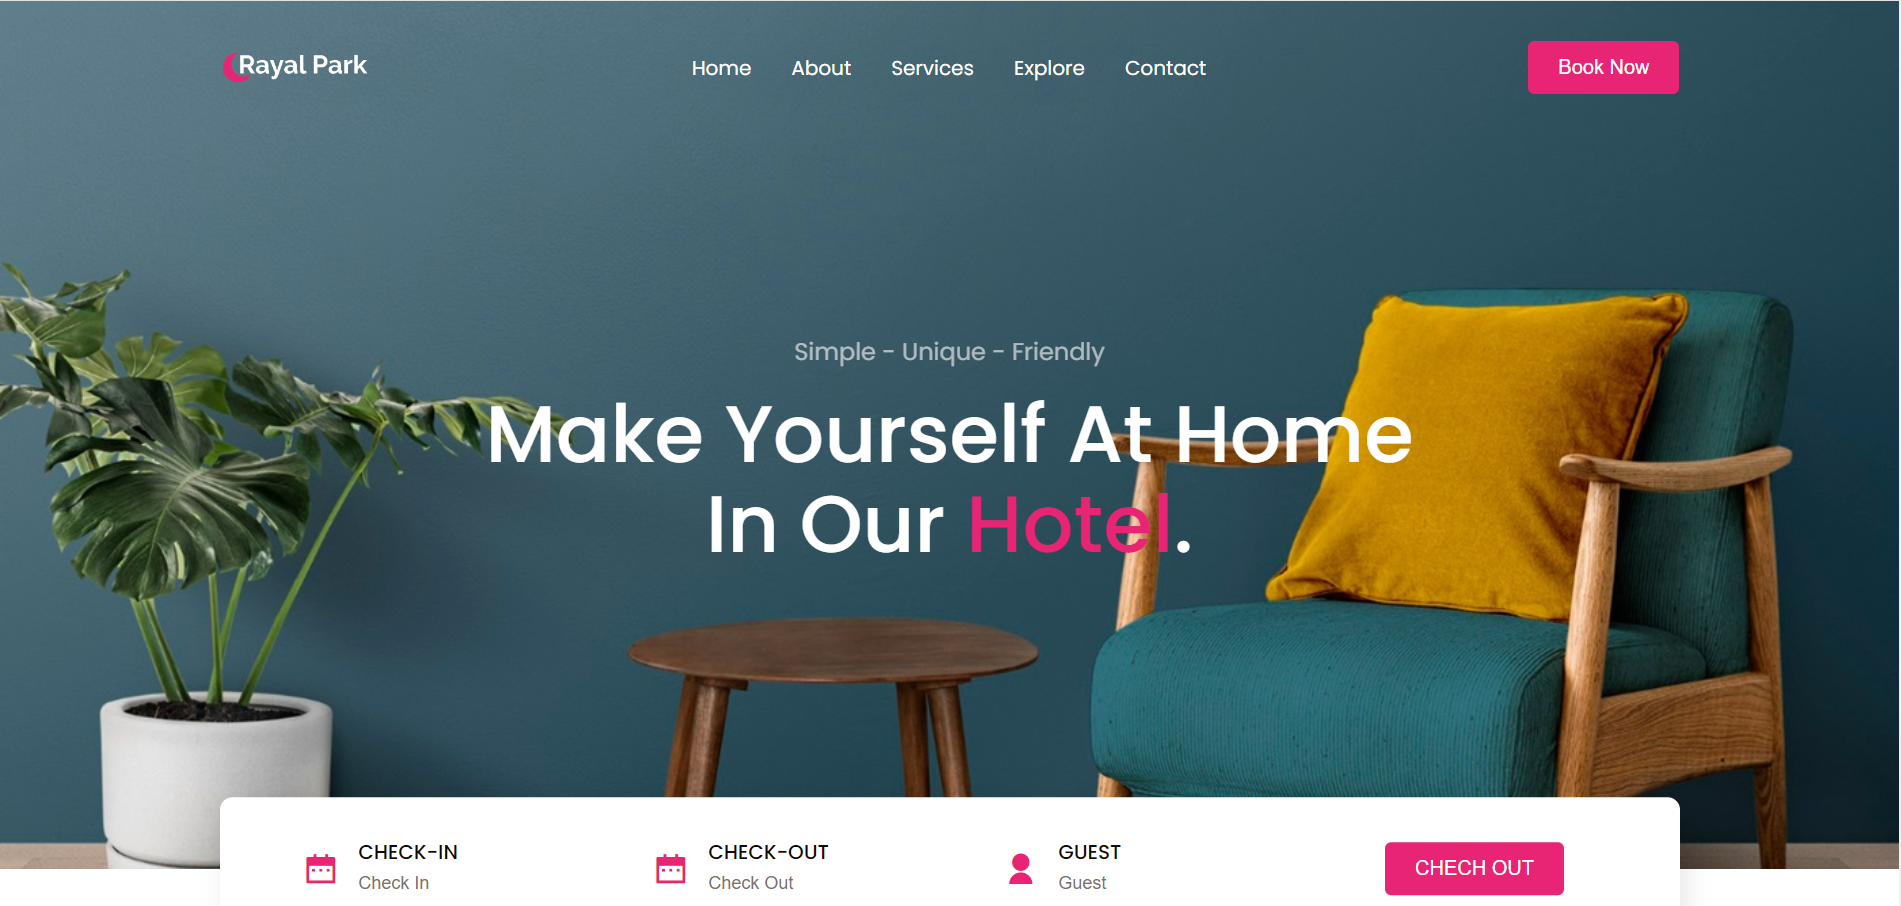 Rayal Park
Home About Services Explore Contact
Book Now
Simple - Unique - Friendly
Make Yourself At Home
In Our Hotel.
CHECK-IN
Check In
CHECK-OUT
Check Out
GUEST
Guest
CHECH OUT